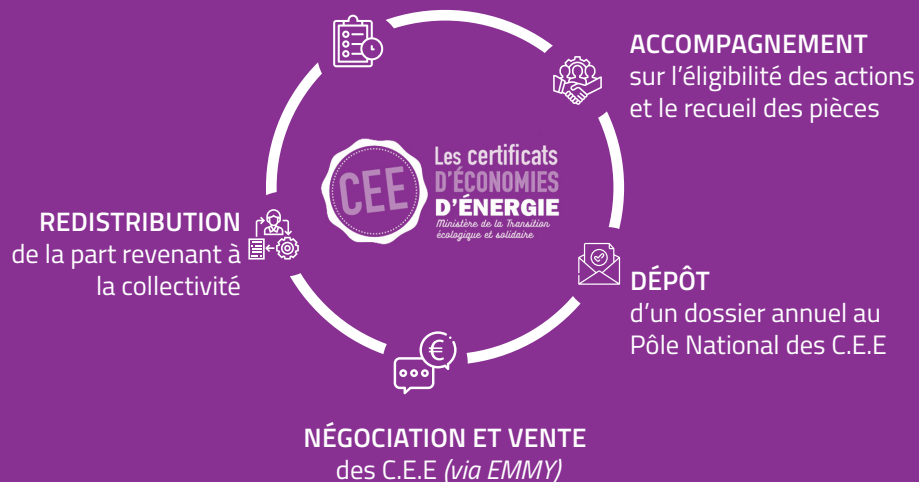 ACCOMPAGNEMENT
sur l'éligibilité des actions
et le recueil des pièces
CEE
Les certificats
D'ÉCONOMIES
D'ÉNERGIE
Ministère de la Transition
écologique et solidaire
REDISTRIBUTION
de la part revenant à
la collectivité
DÉPÔT
d'un dossier annuel au
Pôle National des C.E.E
€
NÉGOCIATION ET VENTE
des C.E.E (via EMMY)